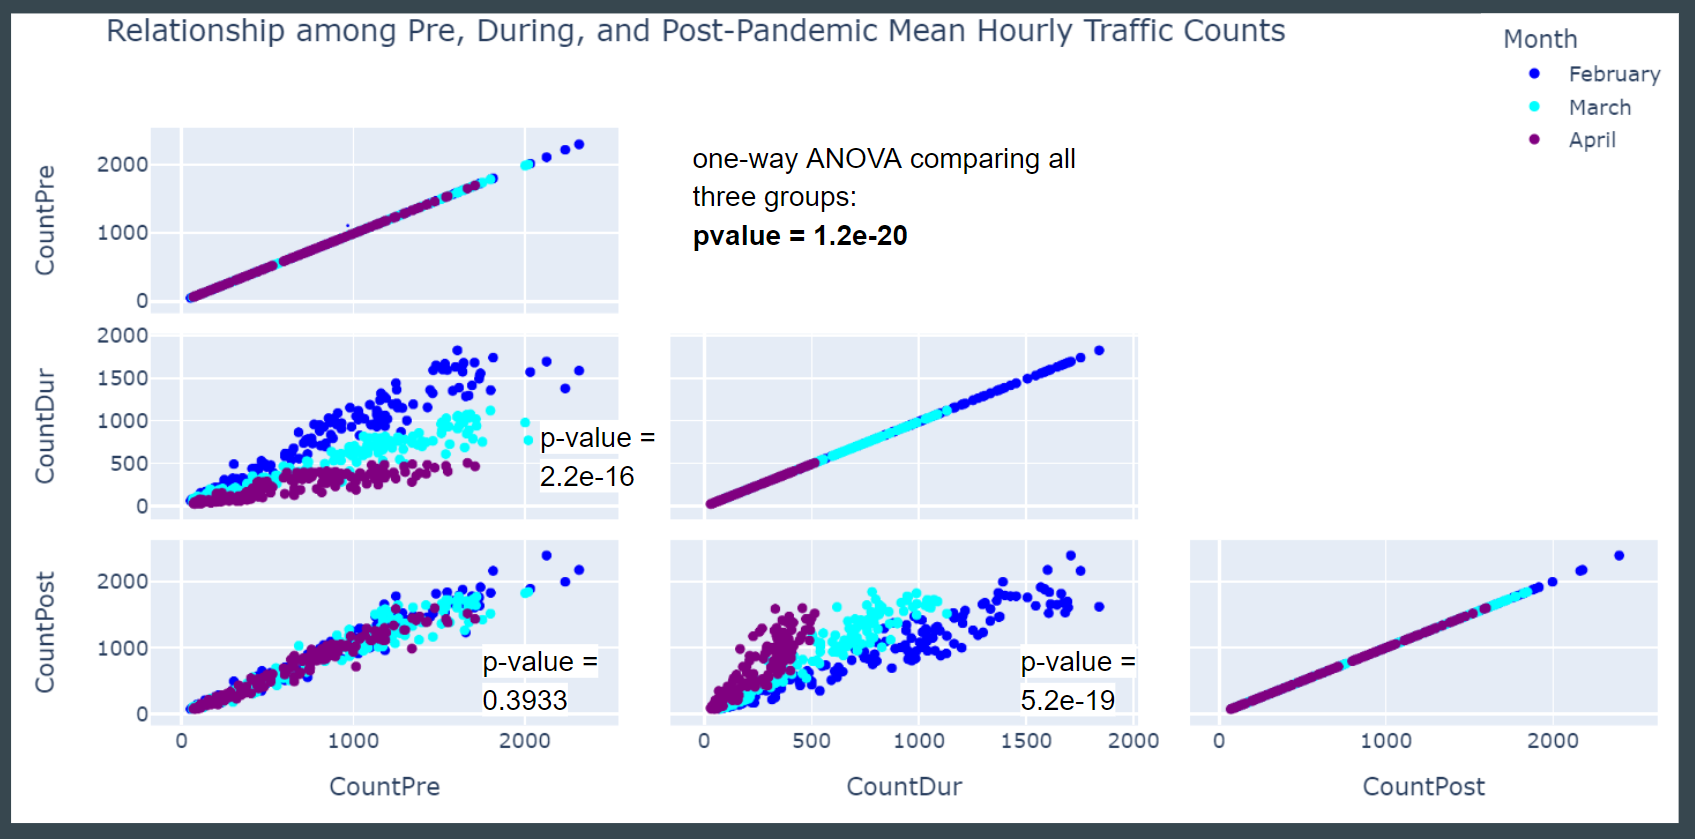 Relationship among Pre, During, and Post-Pandemic Mean Hourly Traffic Counts
Month
February
March
April
one-way ANOVA comparing all
three groups:
pvalue = 1.2e-20
CountPre
2000
1000
0
CountDur
2000
1500
1000
500
0
p-value =
2.2e-16
CountPost
2000
1000
0
p-value =
0.3933
p-value =
5.2e-19
0 1000 2000
0 500 1000 1500 2000
0 1000 2000
CountPre
CountDur
CountPost